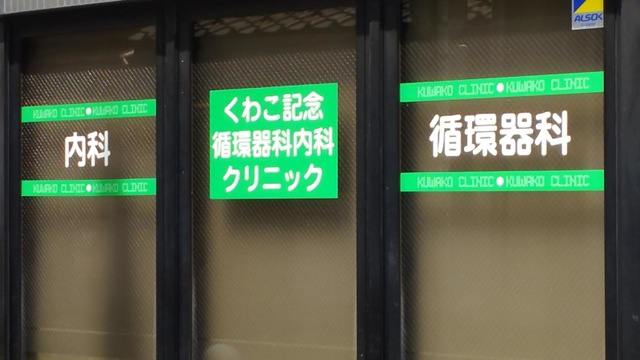 KUWAKO CLINIC●KUWAKO CLINIC
内科
KUWAKO CLINIC●KUWAKO CLINIC
くわこ記念
循環器科内科
クリニック
KUWAKO CLINIC●KUWAKO CLINIC
循環器科
KUWAKO CLINIC●KUWAKO CLINIC
ALSOK